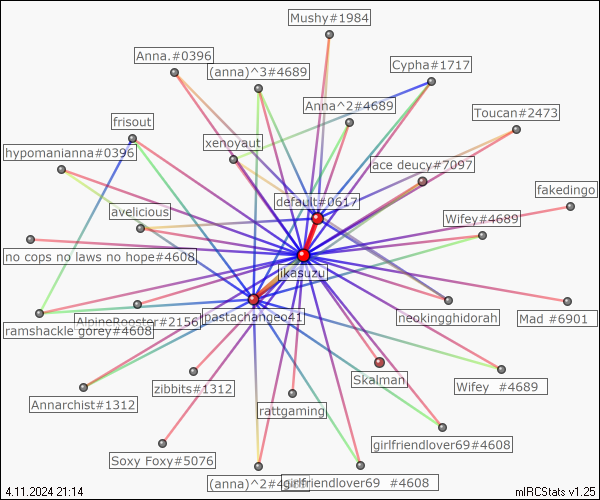 Mushy#1984
Anna.#0396
(anna)^3#4689
Cypha#1717
Anna^2#4689
Toucan#2473
frisout
xenoyaut
hypomanianna#0396
ace deucy#7097
fakedingo
default#0617
avelicious
Wifey#4689
no cops no laws no hope#4608
ikasuzu
AlpineRooster#2156
pastachangeo41
neokingghidorah
Mad #6901
ramshackle gorey#4608
Skalman
zibbits#1312
Wifey #4689
Annarchist#1312
rattgaming
girlfriendlover69#4608
Soxy Foxy#5076
(anna)^2#4689
girlfriendlover69 #4608
4.11.2024 21:14
mIRCStats v1.25